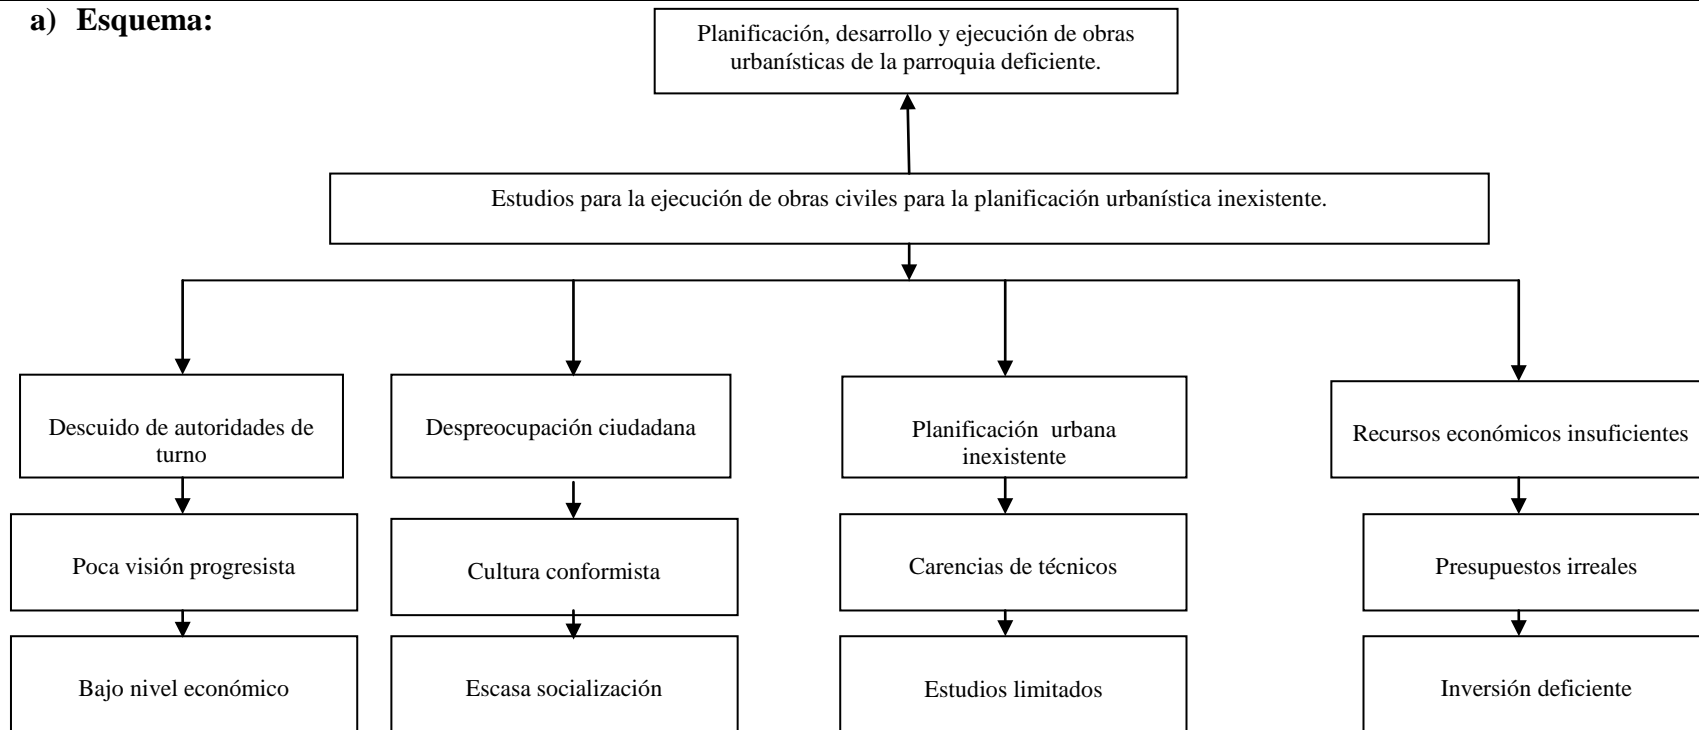 a) Esquema:
Planificación, desarrollo y ejecución de obras
urbanísticas de la parroquia deficiente.
Estudios para la ejecución de obras civiles para la planificación urbanística inexistente.
Descuido de autoridades de
turno
Despreocupación ciudadana
Planificación urbana
inexistente
Recursos económicos insuficientes
Poca visión progresista
Cultura conformista
Carencias de técnicos
Presupuestos irreales
Bajo nivel económico
Escasa socialización
Estudios limitados
Inversión deficiente